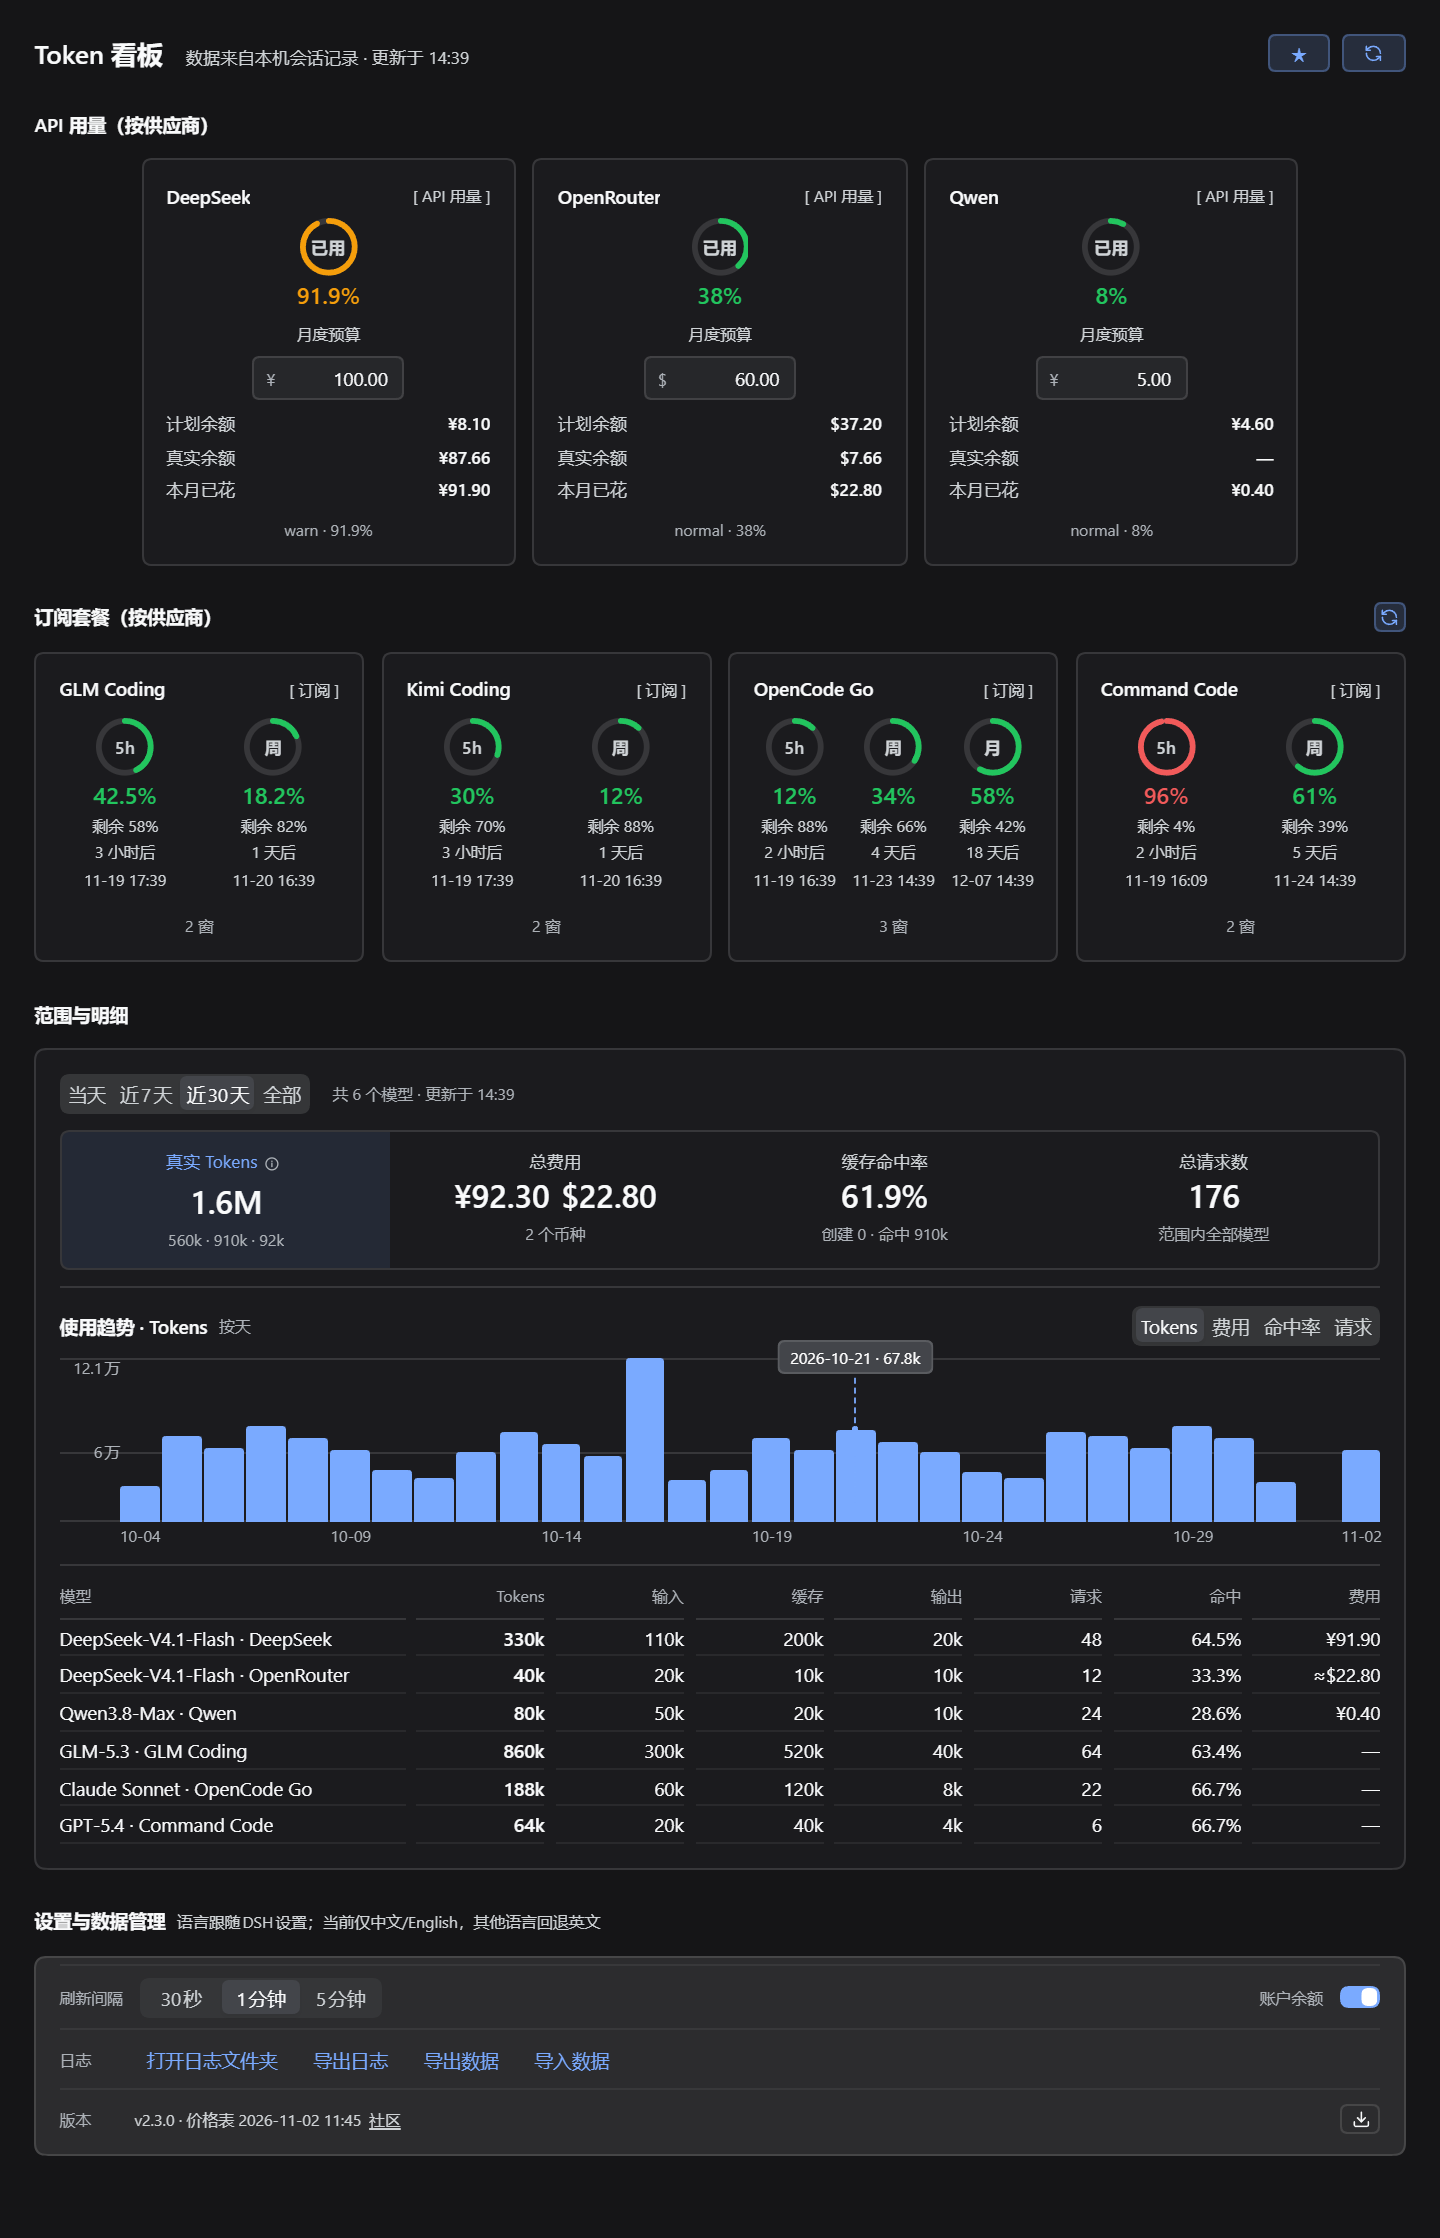 Token 看板 数据来自本机会话记录 · 更新于 14:39
★
API 用量（按供应商）
DeepSeek [ API 用量 ]
已用
91.9%
月度预算
¥ 100.00
计划余额 ¥8.10
真实余额 ¥87.66
本月已花 ¥91.90
warn · 91.9%
OpenRouter [ API 用量 ]
已用
38%
月度预算
$ 60.00
计划余额 $37.20
真实余额 $7.66
本月已花 $22.80
normal · 38%
Qwen [ API 用量 ]
已用
8%
月度预算
¥ 5.00
计划余额 ¥4.60
真实余额 —
本月已花 ¥0.40
normal · 8%
订阅套餐（按供应商）
GLM Coding [ 订阅 ]
5h 周
42.5% 18.2%
剩余 58% 剩余 82%
3 小时后 1 天后
11-19 17:39 11-20 16:39
2 窗
Kimi Coding [ 订阅 ]
5h 周
30% 12%
剩余 70% 剩余 88%
3 小时后 1 天后
11-19 17:39 11-20 16:39
2 窗
OpenCode Go [ 订阅 ]
5h 周 月
12% 34% 58%
剩余 88% 剩余 66% 剩余 42%
2 小时后 4 天后 18 天后
11-19 16:39 11-23 14:39 12-07 14:39
3 窗
Command Code [ 订阅 ]
5h 周
96% 61%
剩余 4% 剩余 39%
2 小时后 5 天后
11-19 16:09 11-24 14:39
2 窗
范围与明细
当天 近7天 近30天 全部 共 6 个模型 · 更新于 14:39
真实 Tokens
1.6M
560k · 910k · 92k
总费用
¥92.30 $22.80
2 个币种
缓存命中率
61.9%
创建 0 · 命中 910k
总请求数
176
范围内全部模型
使用趋势 · Tokens 按天
Tokens 费用 命中率 请求
2026-10-21 · 67.8k
12.1万
6万
10-04 10-09 10-14 10-19 10-24 10-29 11-02
模型 Tokens 输入 缓存 输出 请求 命中 费用
DeepSeek-V4.1-Flash · DeepSeek 330k 110k 200k 20k 48 64.5% ¥91.90
DeepSeek-V4.1-Flash · OpenRouter 40k 20k 10k 10k 12 33.3% ≈$22.80
Qwen3.8-Max · Qwen 80k 50k 20k 10k 24 28.6% ¥0.40
GLM-5.3 · GLM Coding 860k 300k 520k 40k 64 63.4% —
Claude Sonnet · OpenCode Go 188k 60k 120k 8k 22 66.7% —
GPT-5.4 · Command Code 64k 20k 40k 4k 6 66.7% —
设置与数据管理 语言跟随 DSH 设置；当前仅中文/English，其他语言回退英文
刷新间隔 30秒 1分钟 5分钟 账户余额
日志 打开日志文件夹 导出日志 导出数据 导入数据
版本 v2.3.0 · 价格表 2026-11-02 11:45 社区